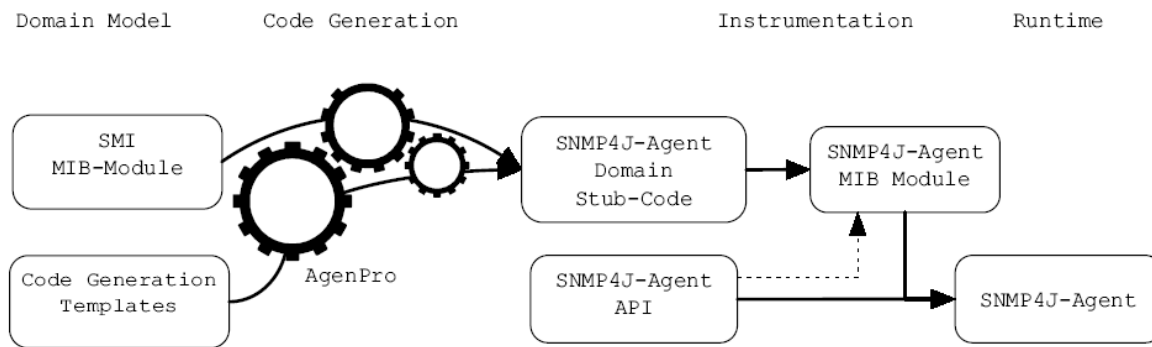 Domain Model
Code Generation
Instrumentation
Runtime
SMI
MIB-Module
SNMP4J-Agent
Domain
Stub-Code
SNMP4J-Agent
MIB Module
Code Generation
Templates
AgenPro
SNMP4J-Agent
API
SNMP4J-Agent